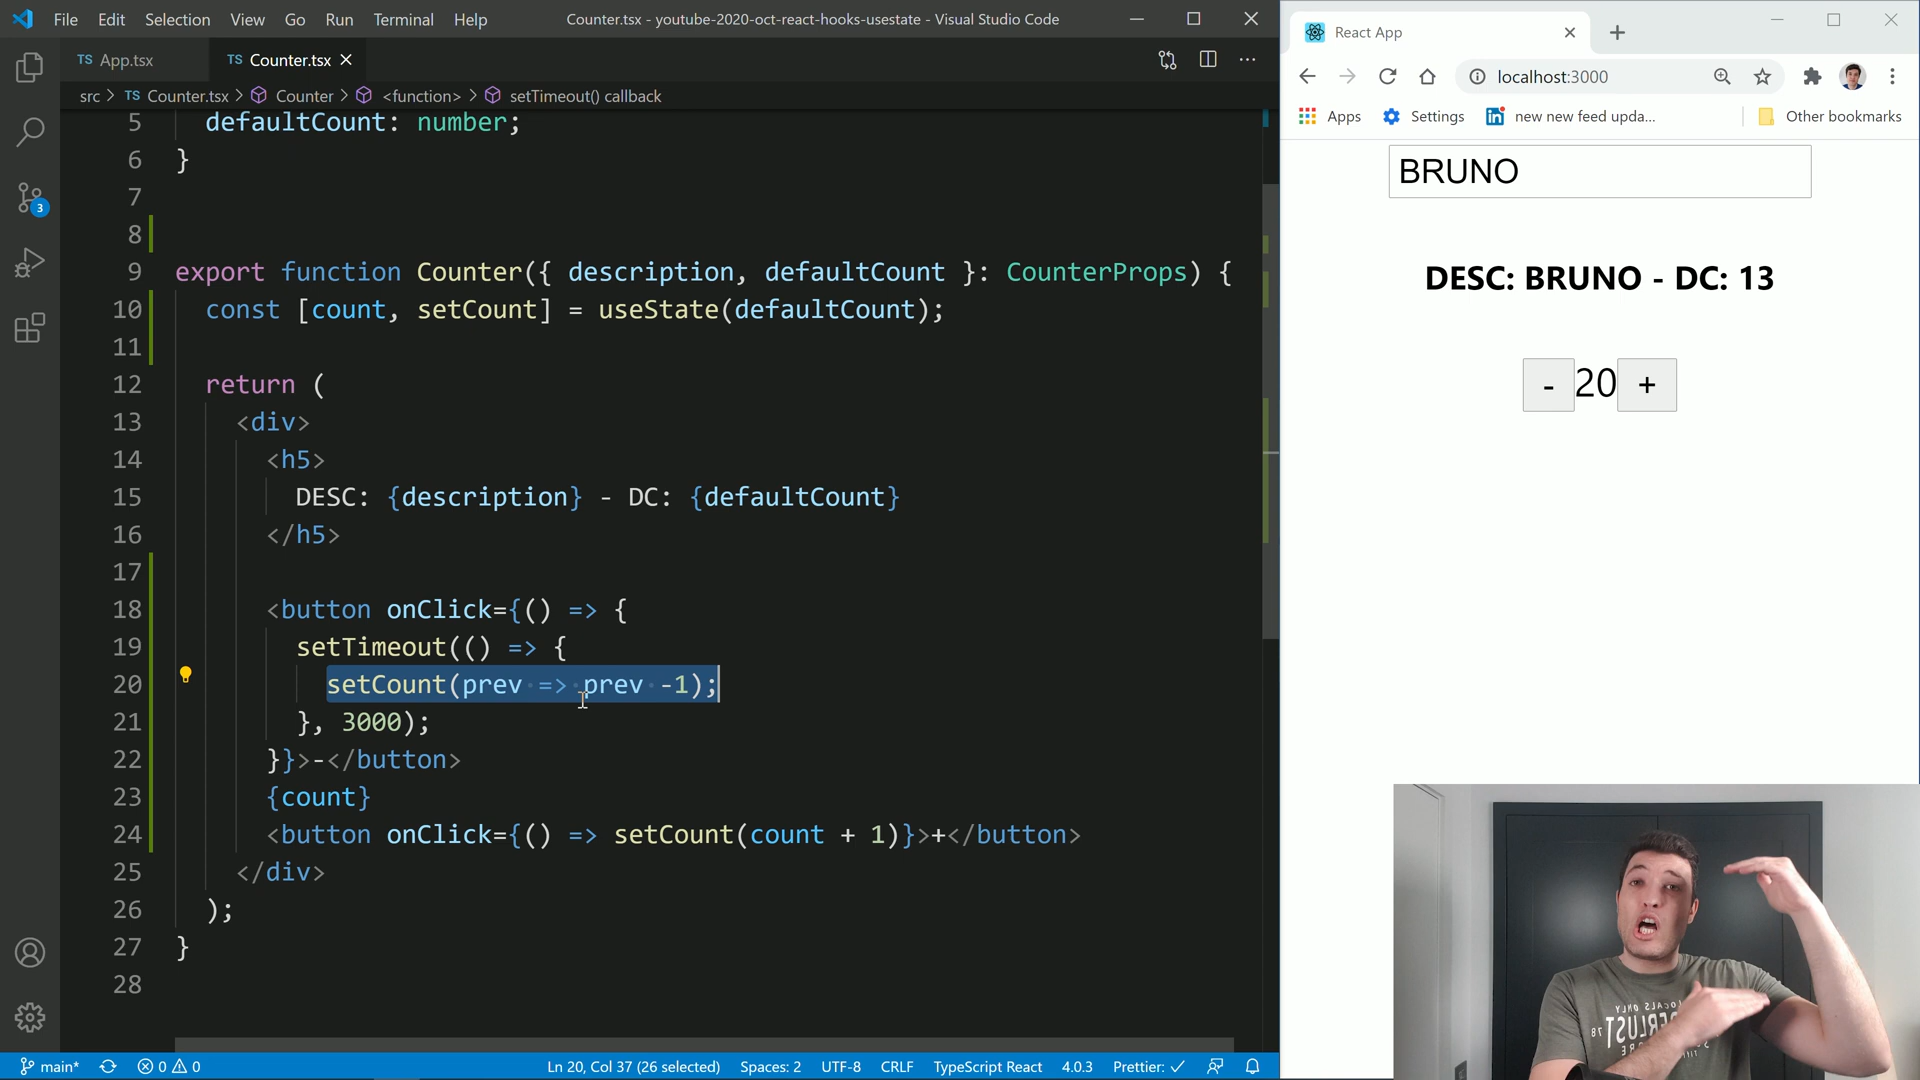 File Edit Selection View Go Run Terminal Help
Counter.tsx - youtube-2020-oct-react-hooks-usestate - Visual Studio Code
TS App.tsx
TS Counter.tsx
src > TS Counter.tsx > Counter > <function> > setTimeout() callback
5 defaultCount: number;
6 }
7
8
9 export function Counter({ description, defaultCount }: CounterProps) {
10 const [count, setCount] = useState(defaultCount);
11
12 return (
13 <div>
14 <h5>
15 DESC: {description} - DC: {defaultCount}
16 </h5>
17
18 <button onClick={() => {
19 setTimeout(() => {
20 setCount(prev => prev -1);
21 }, 3000);
22 }}>-</button>
23 {count}
24 <button onClick={() => setCount(count + 1)}>+</button>
25 </div>
26 );
27 }
28
3
main* 0 0 Ln 20, Col 37 (26 selected) Spaces: 2 UTF-8 CRLF TypeScript React 4.0.3 Prettier: ✓
React App
localhost:3000
Apps Settings new new feed upda... Other bookmarks
BRUNO
DESC: BRUNO - DC: 13
- 20 +